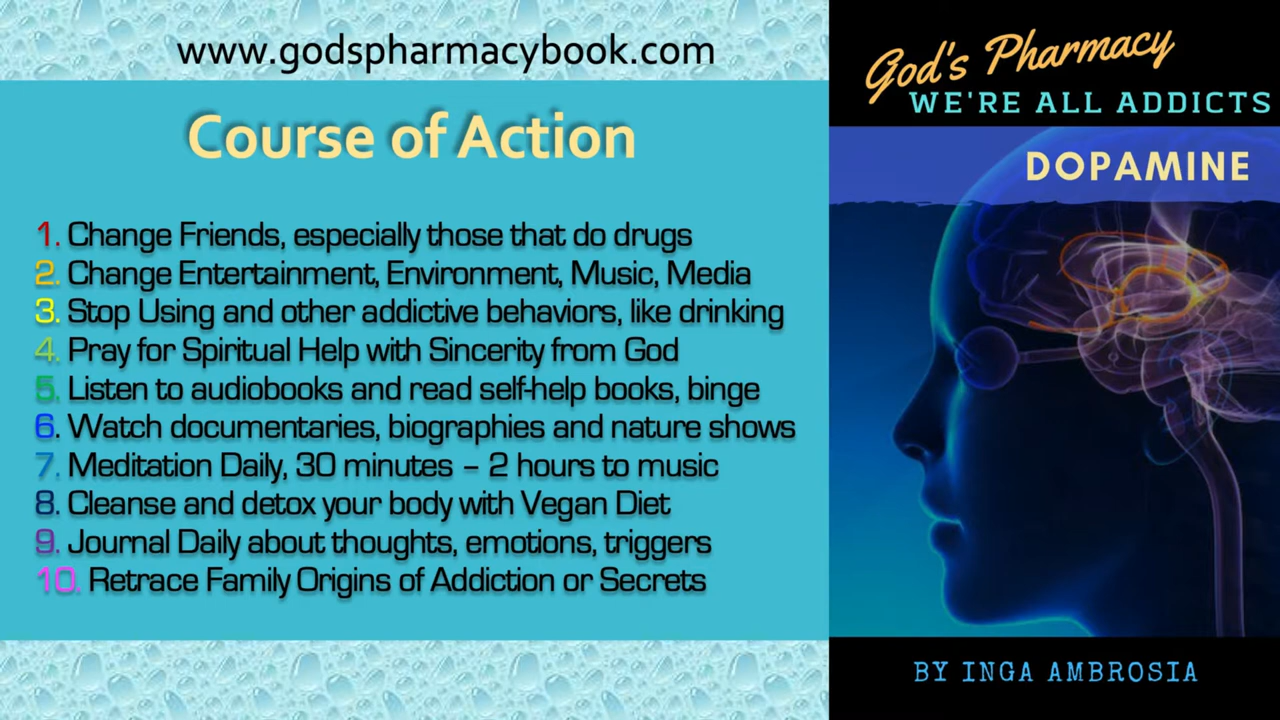 www.godspharmacybook.com
Course of Action
1. Change Friends, especially those that do drugs
2. Change Entertainment, Environment, Music, Media
3. Stop Using and other addictive behaviors, like drinking
4. Pray for Spiritual Help with Sincerity from God
5. Listen to audiobooks and read self-help books, binge
6. Watch documentaries, biographies and nature shows
7. Meditation Daily, 30 minutes – 2 hours to music
8. Cleanse and detox your body with Vegan Diet
9. Journal Daily about thoughts, emotions, triggers
10. Retrace Family Origins of Addiction or Secrets
God's Pharmacy
WE'RE ALL ADDICTS
DOPAMINE
BY INGA AMBROSIA